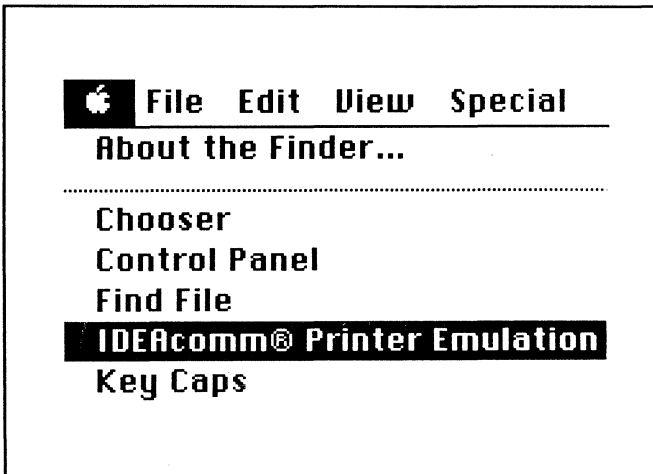 File Edit View Special
About the Finder...
Chooser
Control Panel
Find File
IDEAcomm® Printer Emulation
Key Caps